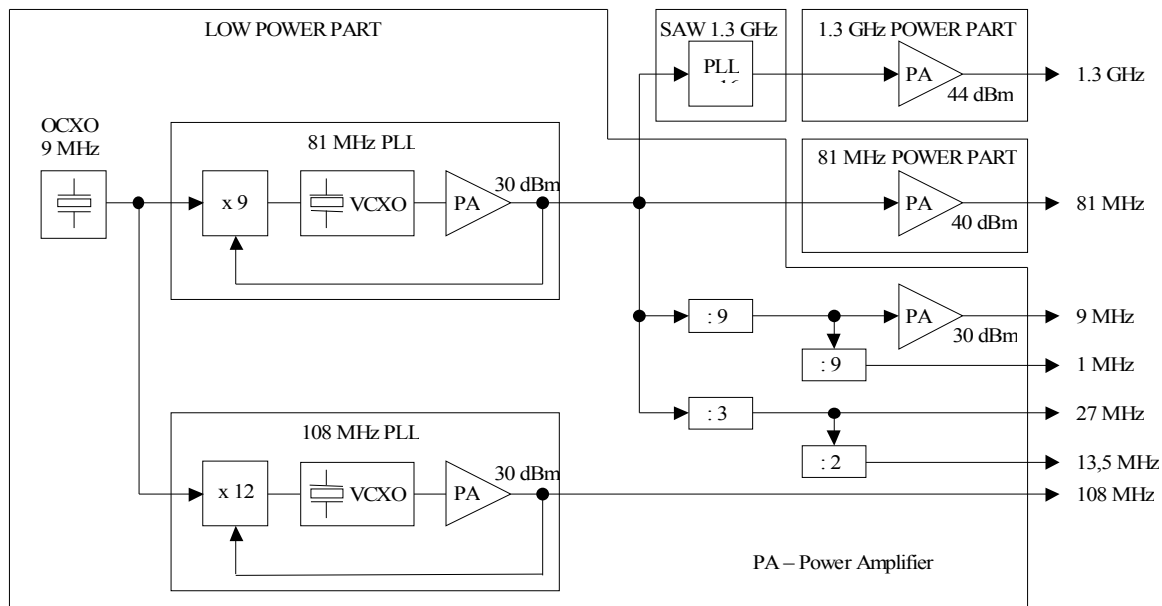 LOW POWER PART
SAW 1.3 GHz
1.3 GHz POWER PART
PLL
PA
44 dBm
1.3 GHz
OCXO
9 MHz
81 MHz PLL
x 9
VCXO
PA
30 dBm
81 MHz POWER PART
PA
40 dBm
81 MHz
: 9
PA
30 dBm
9 MHz
: 9
1 MHz
: 3
27 MHz
: 2
13,5 MHz
108 MHz PLL
x 12
VCXO
PA
30 dBm
108 MHz
PA – Power Amplifier